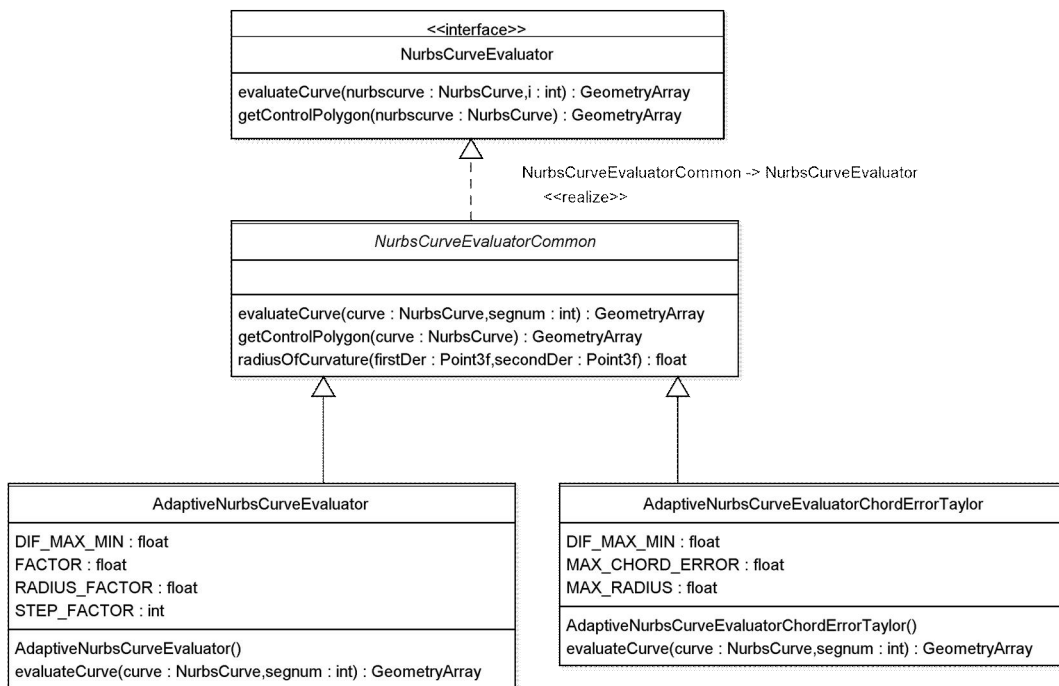 <<interface>>
NurbsCurveEvaluator
evaluateCurve(nurbscurve : NurbsCurve,i : int) : GeometryArray
getControlPolygon(nurbscurve : NurbsCurve) : GeometryArray
NurbsCurveEvaluatorCommon -> NurbsCurveEvaluator
<<realize>>
NurbsCurveEvaluatorCommon
evaluateCurve(curve : NurbsCurve,segnum : int) : GeometryArray
getControlPolygon(curve : NurbsCurve) : GeometryArray
radiusOfCurvature(firstDer : Point3f,secondDer : Point3f) : float
AdaptiveNurbsCurveEvaluator
DIF_MAX_MIN : float
FACTOR : float
RADIUS_FACTOR : float
STEP_FACTOR : int
AdaptiveNurbsCurveEvaluator()
evaluateCurve(curve : NurbsCurve,segnum : int) : GeometryArray
AdaptiveNurbsCurveEvaluatorChordErrorTaylor
DIF_MAX_MIN : float
MAX_CHORD_ERROR : float
MAX_RADIUS : float
AdaptiveNurbsCurveEvaluatorChordErrorTaylor()
evaluateCurve(curve : NurbsCurve,segnum : int) : GeometryArray